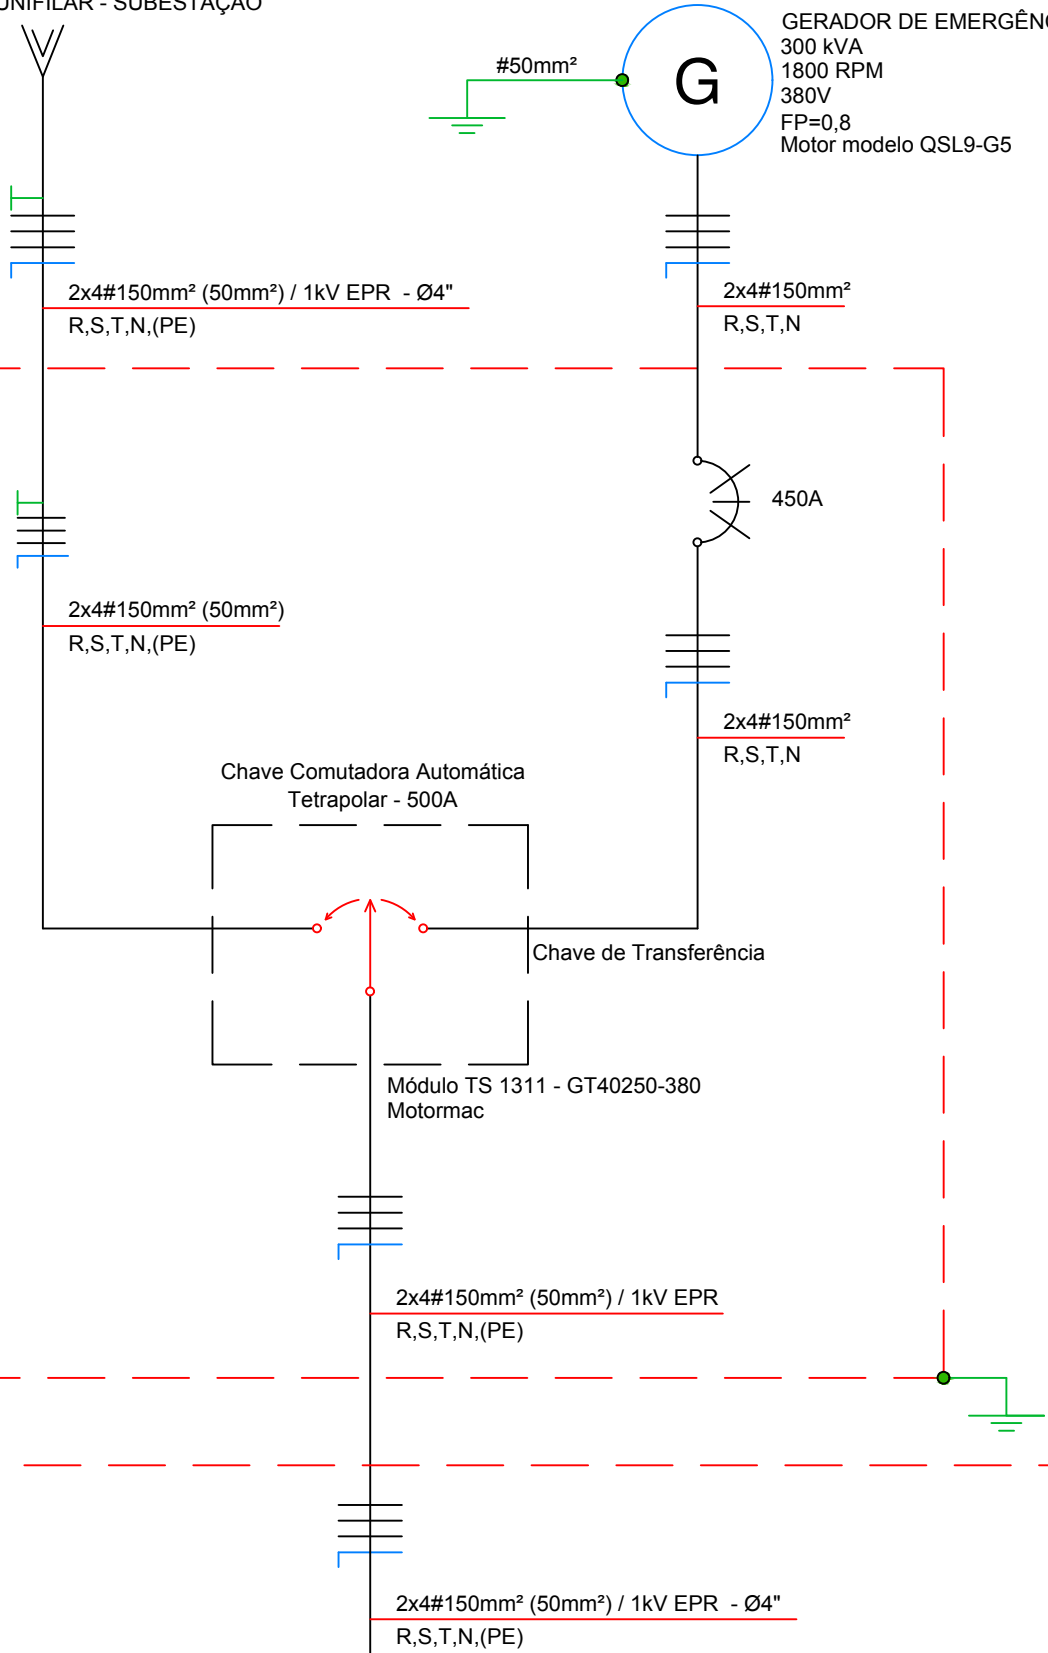 UNIFILAR - SUBESTAÇÃO
GERADOR DE EMERGÊNC
300 kVA
1800 RPM
380V
FP=0,8
Motor modelo QSL9-G5
#50mm²
G
2x4#150mm² (50mm²) / 1kV EPR - Ø4"
R,S,T,N,(PE)
2x4#150mm²
R,S,T,N
450A
2x4#150mm² (50mm²)
R,S,T,N,(PE)
2x4#150mm²
R,S,T,N
Chave Comutadora Automática
Tetrapolar - 500A
Chave de Transferência
Módulo TS 1311 - GT40250-380
Motormac
2x4#150mm² (50mm²) / 1kV EPR
R,S,T,N,(PE)
2x4#150mm² (50mm²) / 1kV EPR - Ø4"
R,S,T,N,(PE)